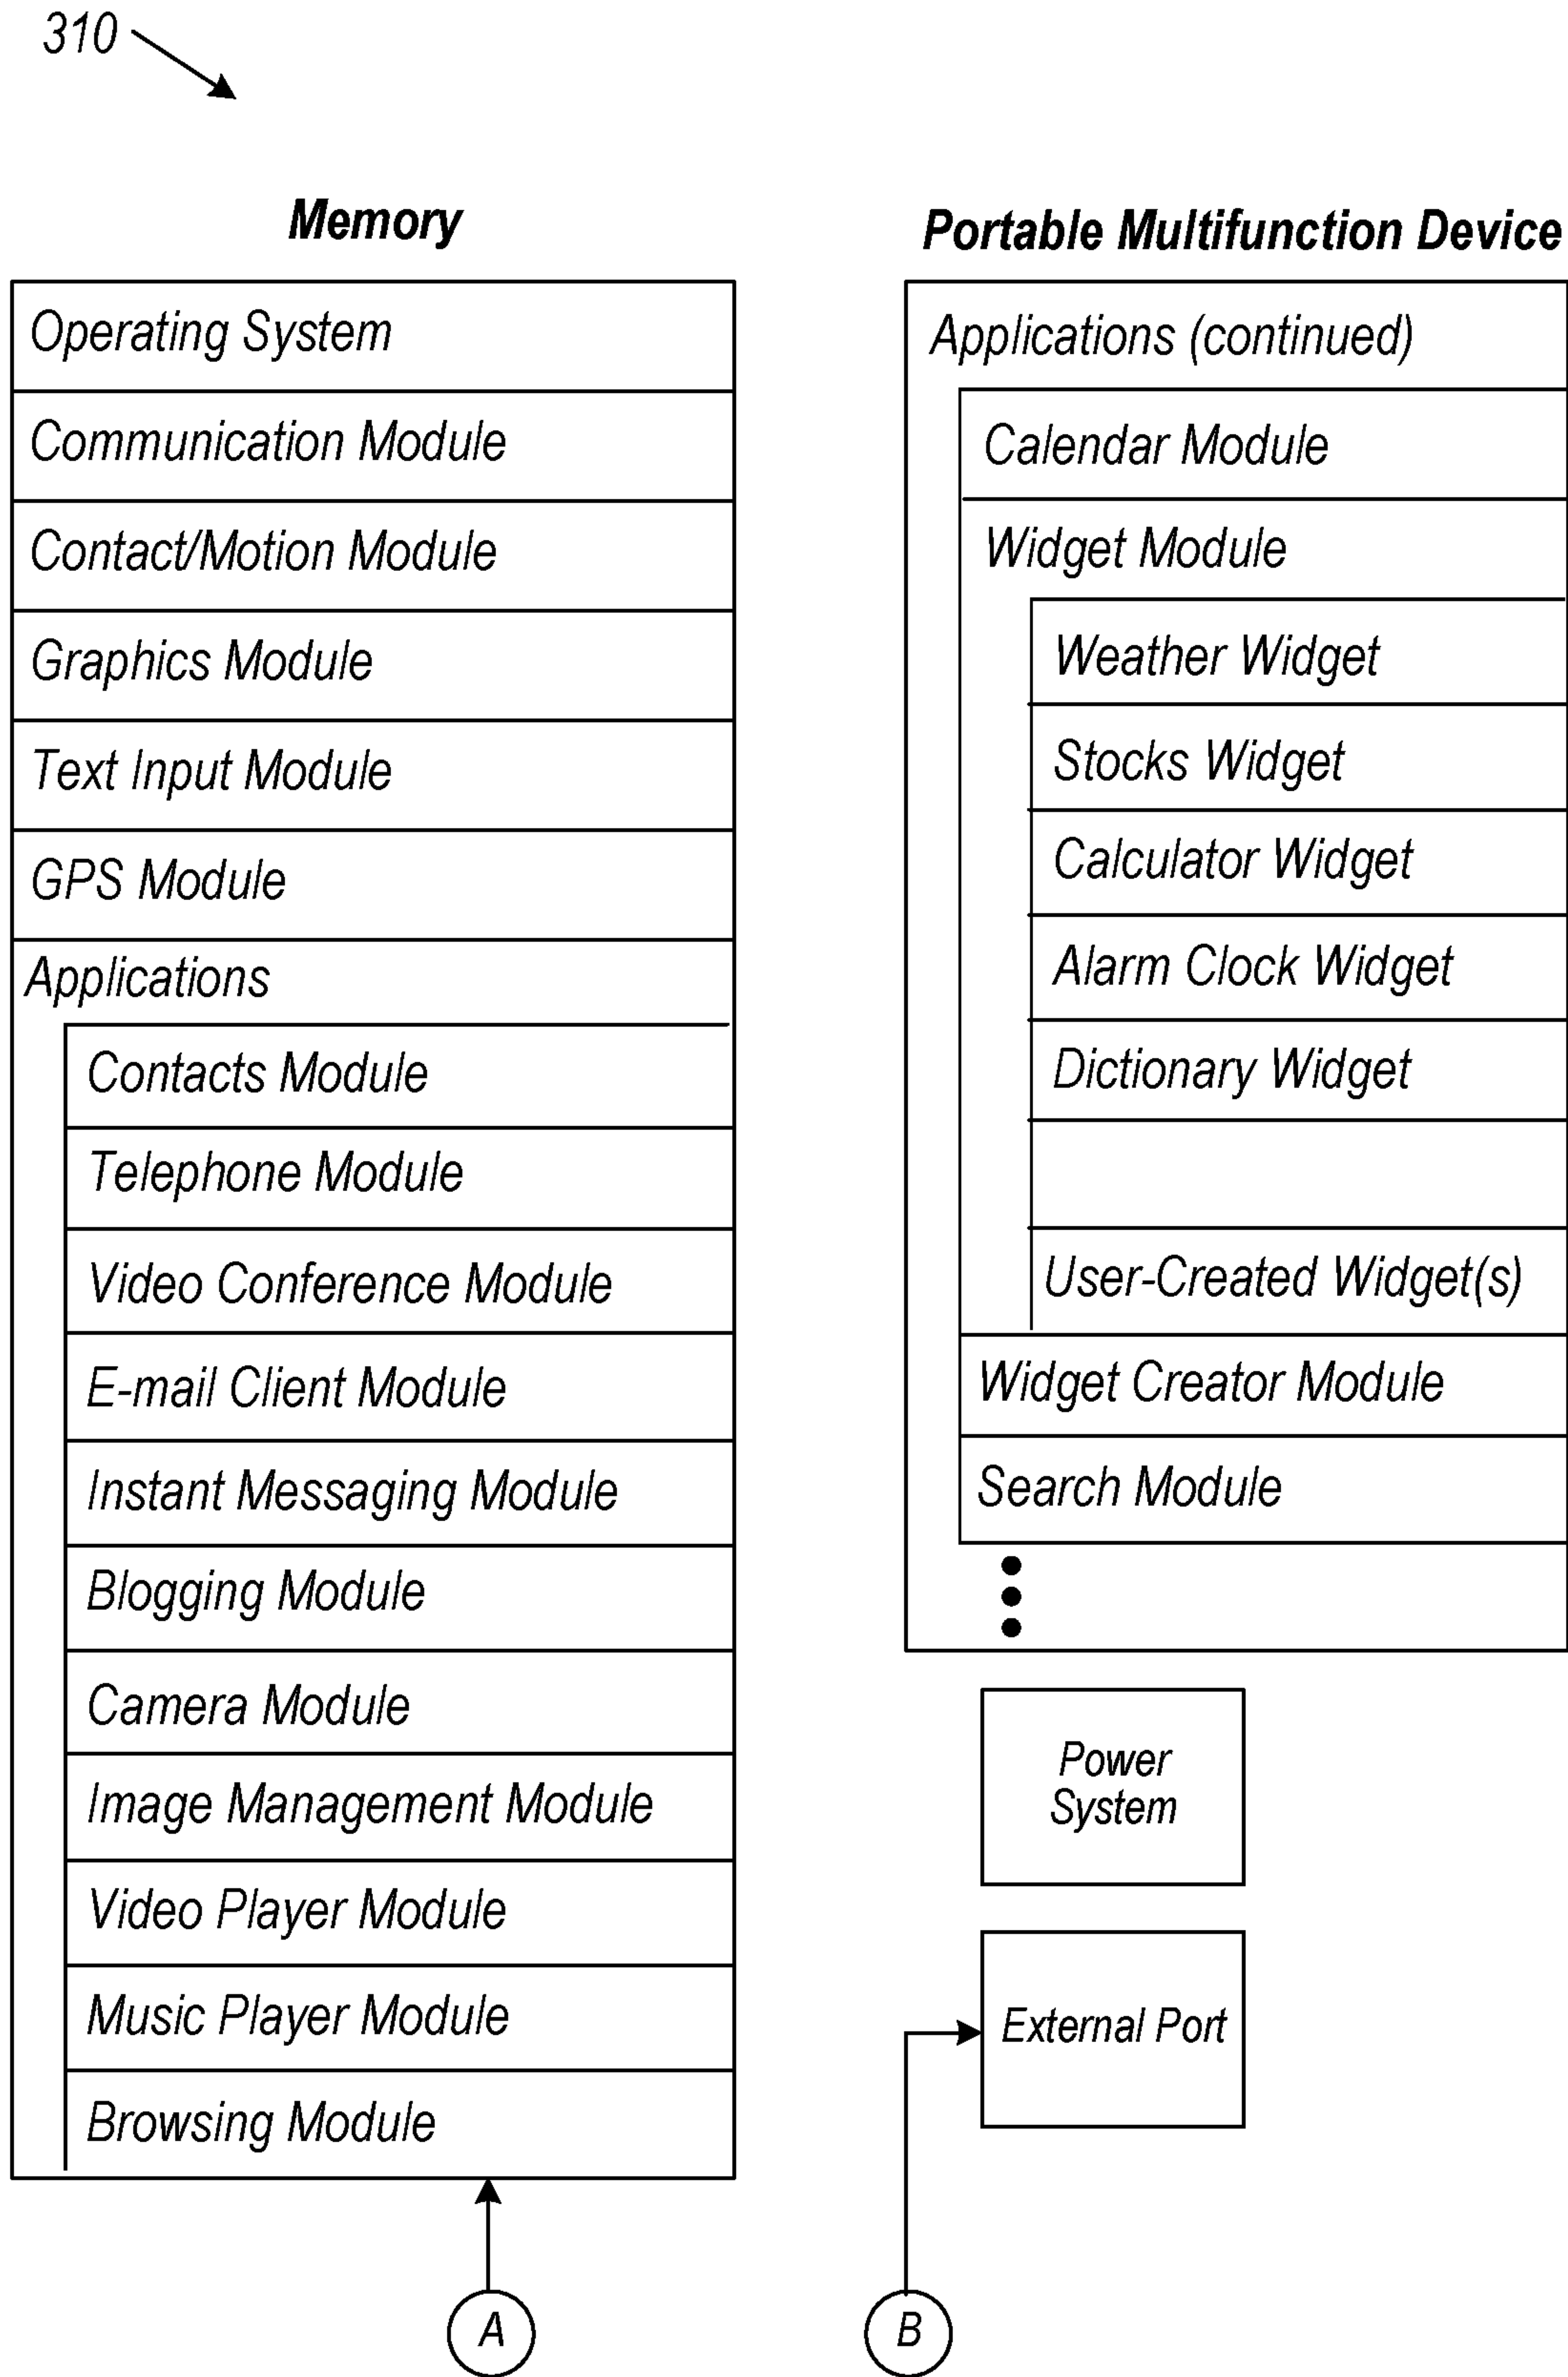 310
Memory
Operating System
Communication Module
Contact/Motion Module
Graphics Module
Text Input Module
GPS Module
Applications
Contacts Module
Telephone Module
Video Conference Module
E-mail Client Module
Instant Messaging Module
Blogging Module
Camera Module
Image Management Module
Video Player Module
Music Player Module
Browsing Module
A
Portable Multifunction Device
Applications (continued)
Calendar Module
Widget Module
Weather Widget
Stocks Widget
Calculator Widget
Alarm Clock Widget
Dictionary Widget
User-Created Widget(s)
Widget Creator Module
Search Module
Power
System
External Port
B